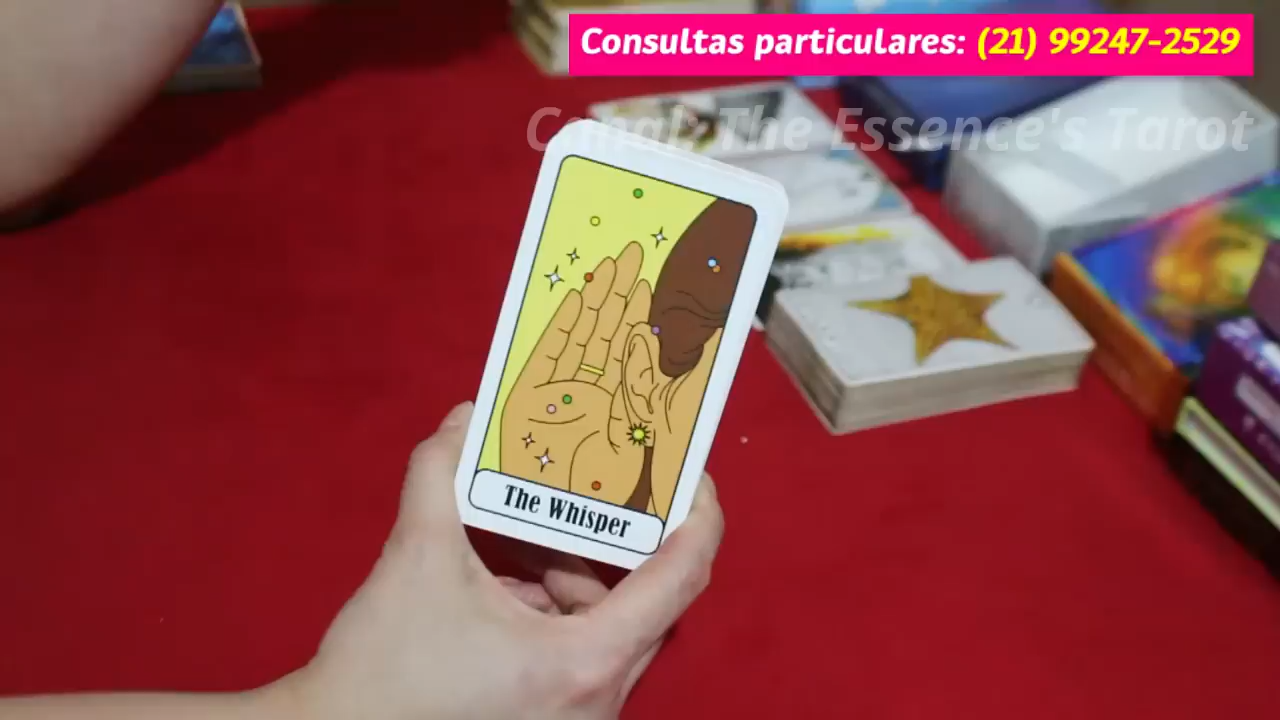 Consultas particulares: (21) 99247-2529
Canal: The Essence's Tarot
The Whisper